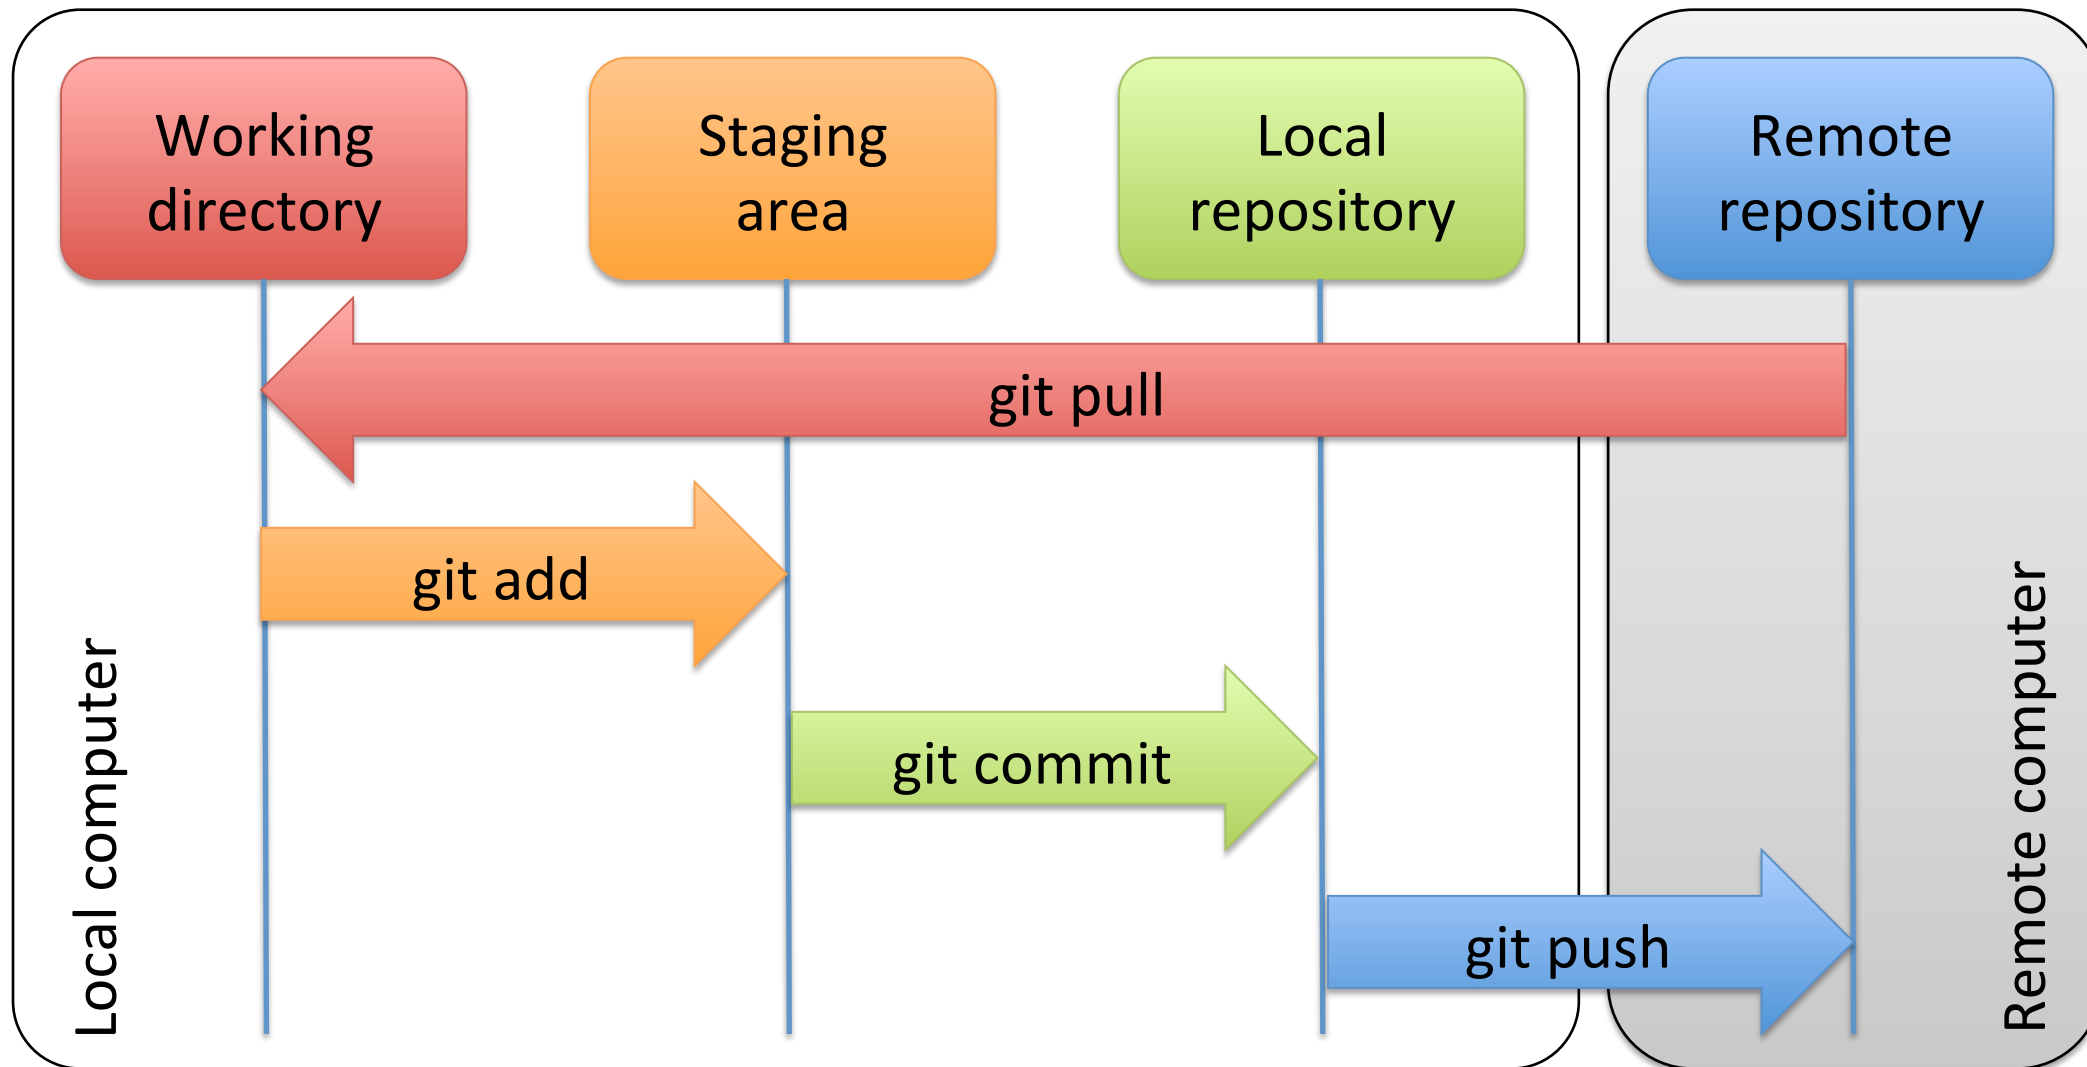 Working
directory
Staging
area
Local
repository
Remote
repository
git pull
git add
git commit
git push
Local computer
Remote computer